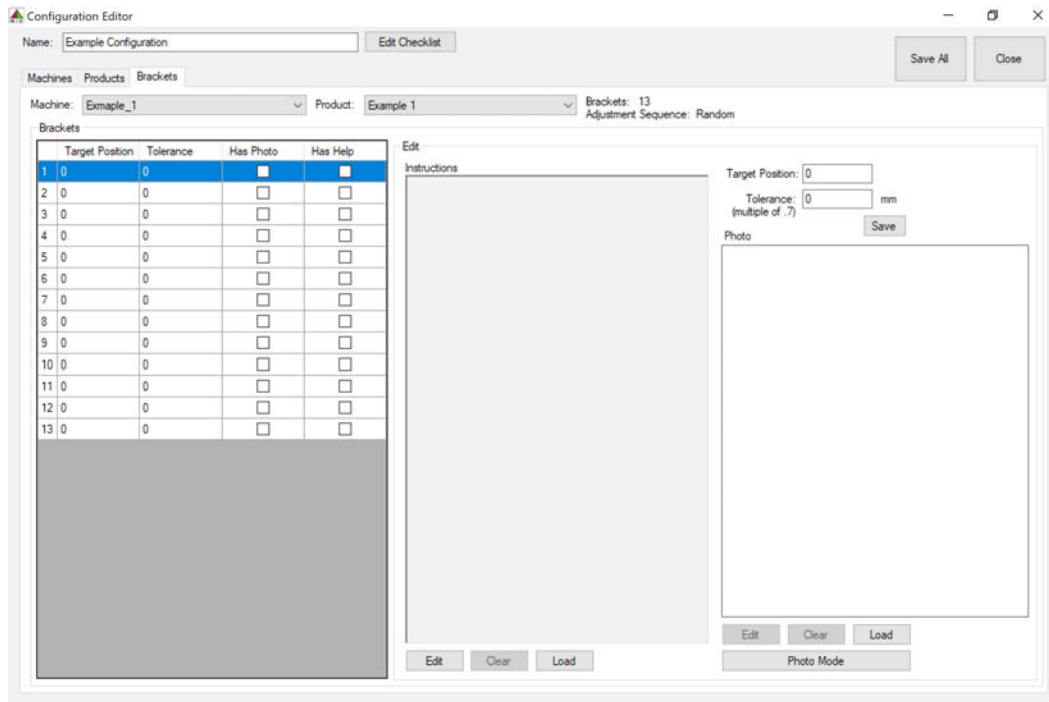 Configuration Editor
Name: Example Configuration Edit Checklist
Save All Close
Machines Products Brackets
Machine: Exmaple_1 Product: Example 1 Brackets: 13
Adjustment Sequence: Random
Brackets
Target Position Tolerance Has Photo Has Help
1 0 0
2 0 0
3 0 0
4 0 0
5 0 0
6 0 0
7 0 0
8 0 0
9 0 0
10 0 0
11 0 0
12 0 0
13 0 0
Edit
Instructions
Edit Clear Load
Target Position: 0
Tolerance: 0 mm
(multiple of .7)
Save
Photo
Edit Clear Load
Photo Mode